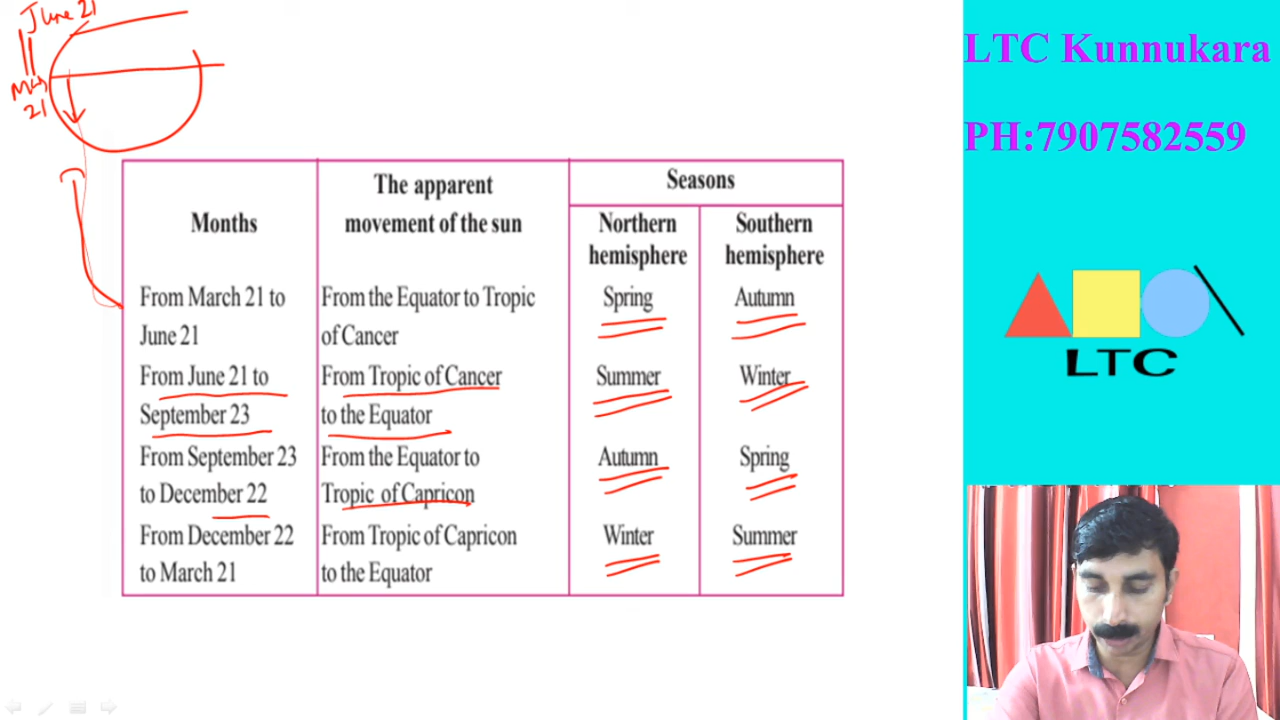 June 21
21
LTC Kunnukara
PH:7907582559
Months
The apparent
movement of the sun
Seasons
Northern
hemisphere
Southern
hemisphere
From March 21 to
June 21
From the Equator to Tropic
of Cancer
Spring
Autumn
From June 21 to
September 23
From Tropic of Cancer
to the Equator
Summer
Winter
From September 23
to December 22
From the Equator to
Tropic of Capricon
Autumn
Spring
From December 22
to March 21
From Tropic of Capricon
to the Equator
Winter
Summer
LTC